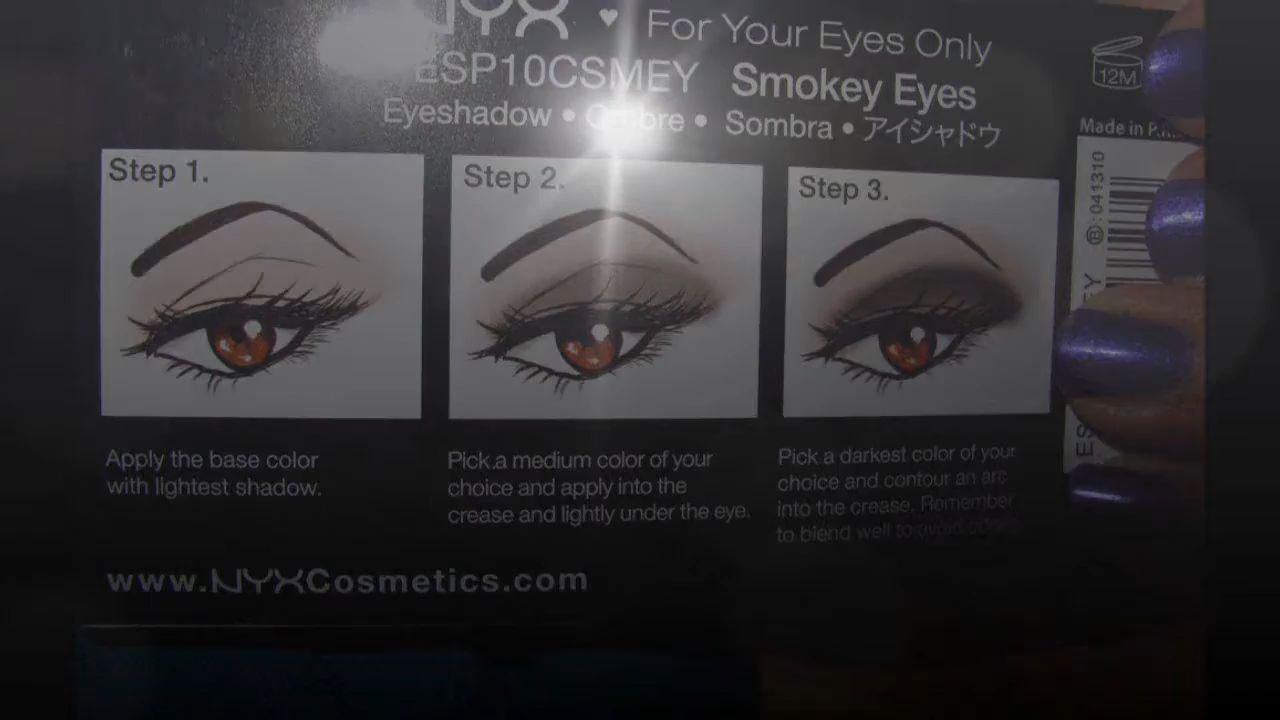 NYX ♥ For Your Eyes Only
ESP10CSMEY Smokey Eyes
Eyeshadow • Ombre • Sombra • アイシャドウ
12M
Made in P.R.
Step 1.
Step 2.
Step 3.
Ⓑ:041310
Apply the base color
with lightest shadow.
Pick.a medium color of your
choice and apply into the
crease and lightly under the eye.
Pick a darkest color of your
choice and contour an arc
into the crease. Remember
to blend well to avoid
www.NYXCosmetics.com